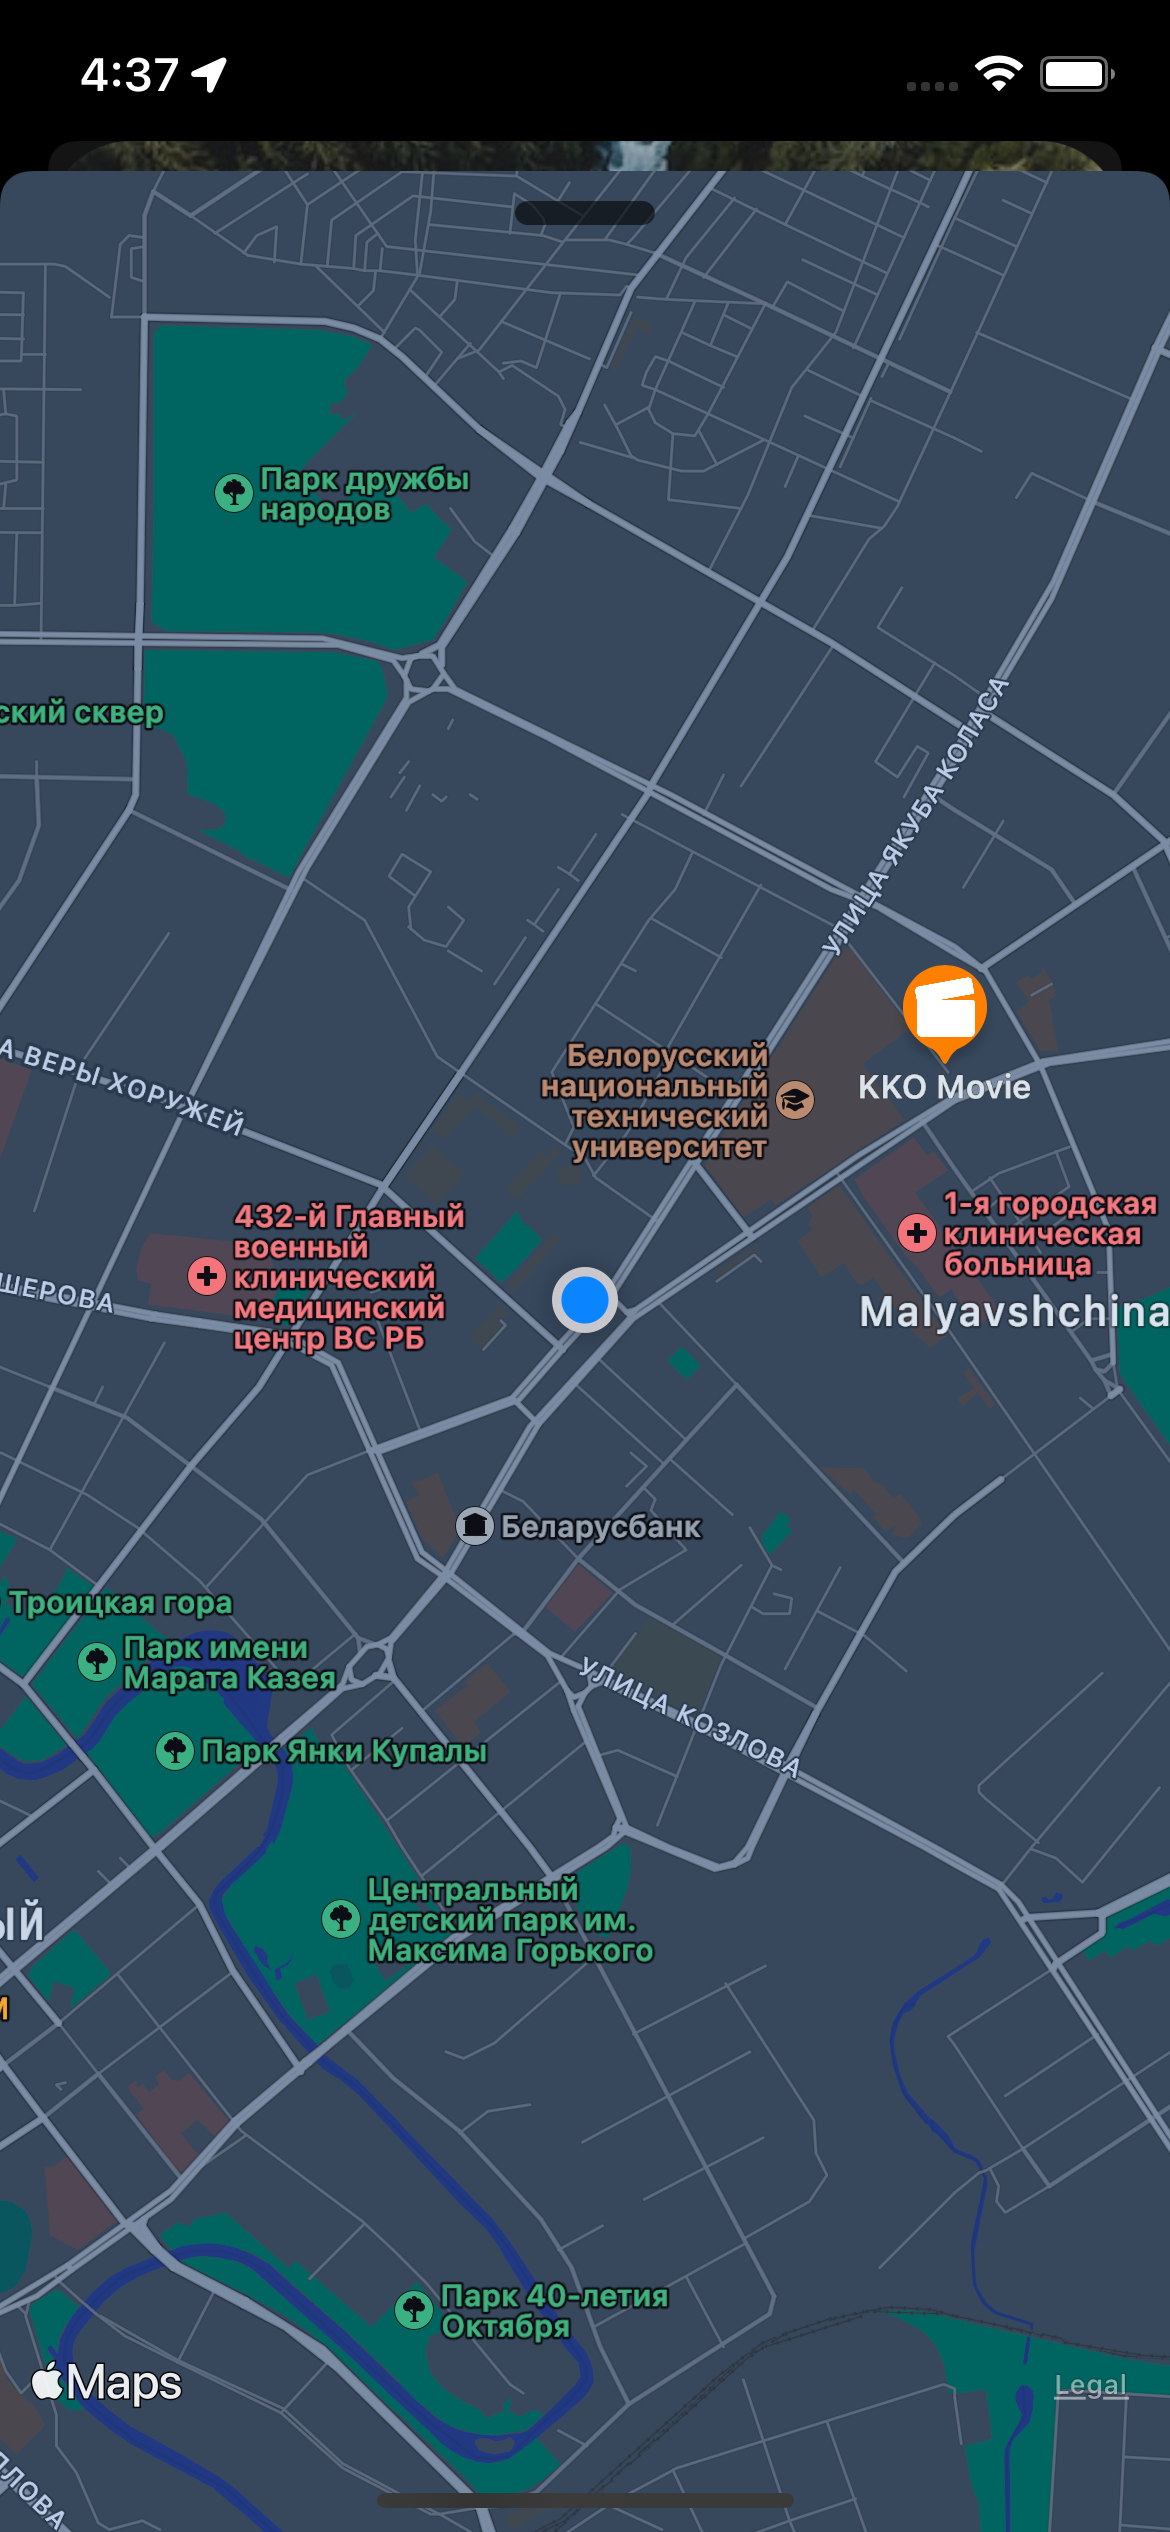 4:37
Парк дружбы
народов
ский сквер
УЛИЦА ЯКУБА КОЛАСА
KKO Movie
Белорусский
национальный
технический
университет
А ВЕРЫ ХОРУЖЕЙ
1-я городская
клиническая
больница
432-й Главный
военный
клинический
медицинский
центр ВС РБ
ШЕРОВА
Malyavshchina
Беларусбанк
Троицкая гора
Парк имени
Марата Казея
УЛИЦА КОЗЛОВА
Парк Янки Купалы
Центральный
детский парк им.
Максима Горького
ЫЙ
М
Парк 40-летия
Октября
Maps
Legal
ЛОВА